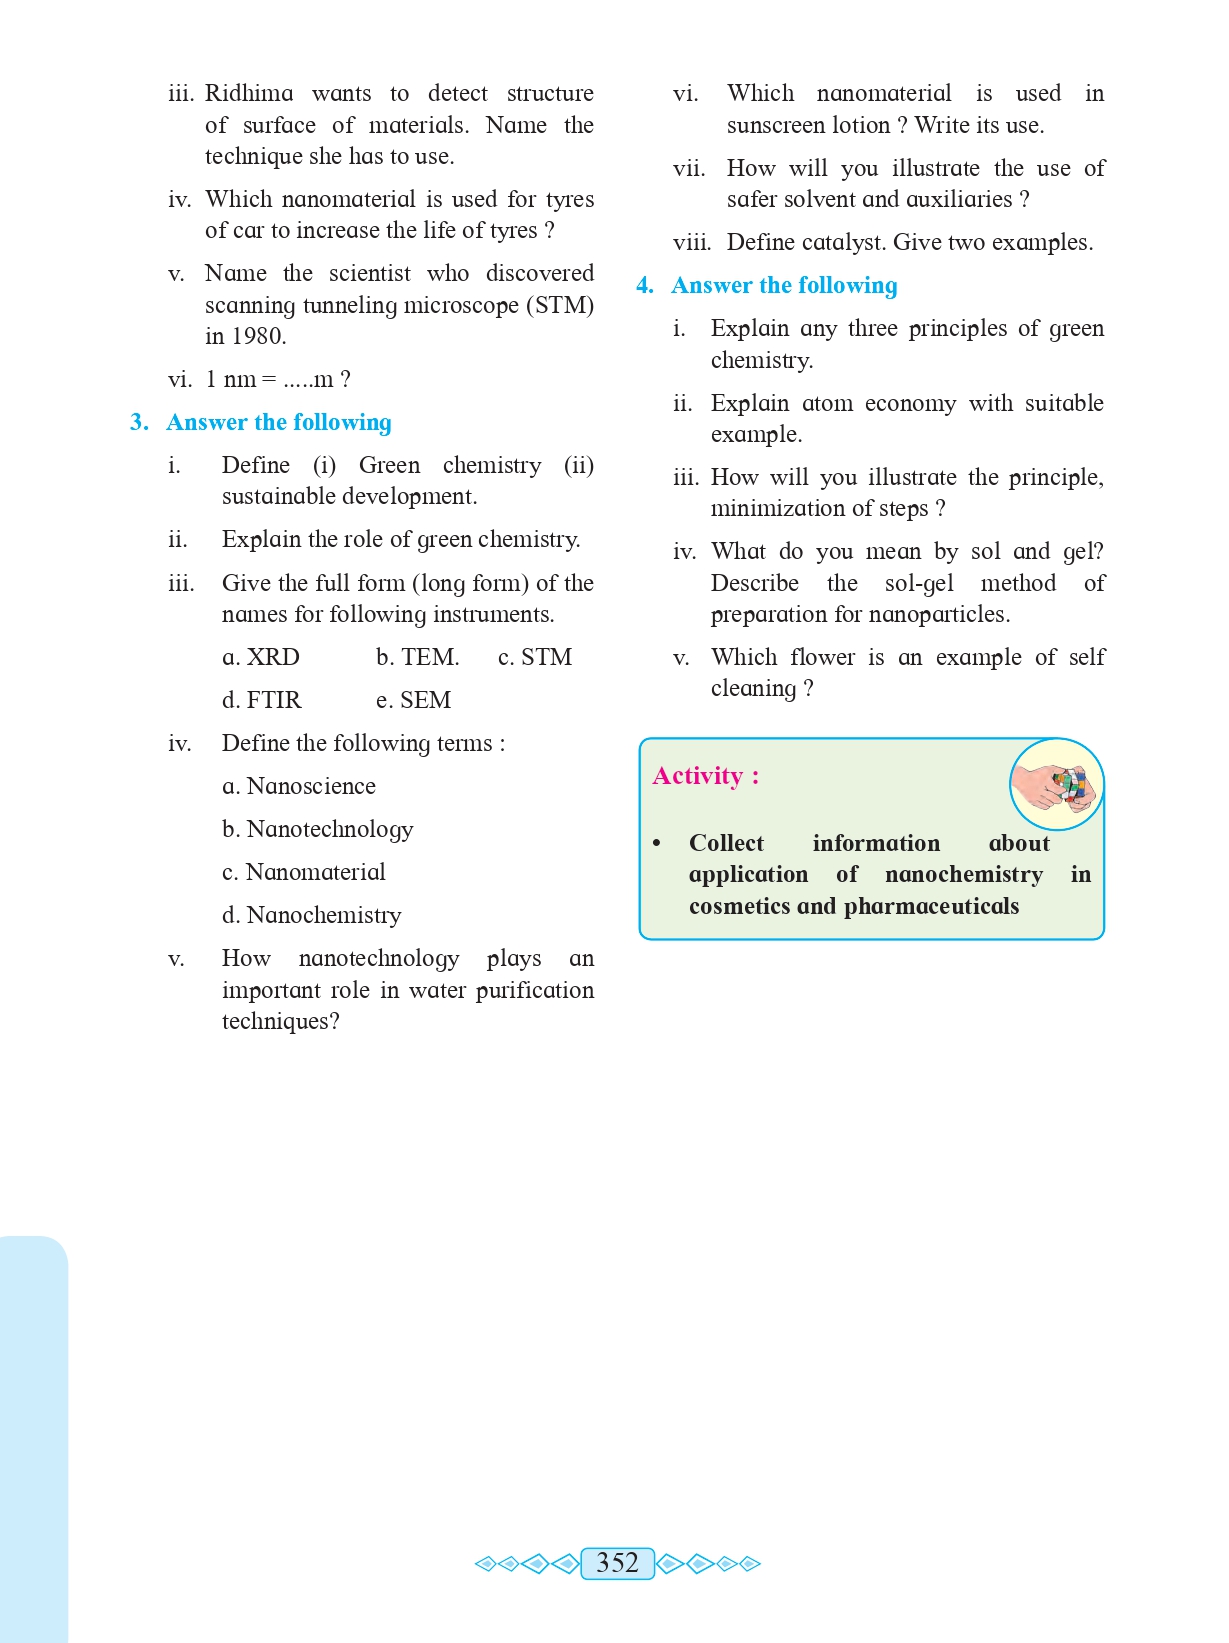 iii. Ridhima wants to detect structure
of surface of materials. Name the
technique she has to use.
iv. Which nanomaterial is used for tyres
of car to increase the life of tyres ?
v. Name the scientist who discovered
scanning tunneling microscope (STM)
in 1980.
vi. 1 nm = .....m ?
3. Answer the following
i. Define (i) Green chemistry (ii)
sustainable development.
ii. Explain the role of green chemistry.
iii. Give the full form (long form) of the
names for following instruments.
a. XRD b. TEM. c. STM
d. FTIR e. SEM
iv. Define the following terms :
a. Nanoscience
b. Nanotechnology
c. Nanomaterial
d. Nanochemistry
v. How nanotechnology plays an
important role in water purification
techniques?
vi. Which nanomaterial is used in
sunscreen lotion ? Write its use.
vii. How will you illustrate the use of
safer solvent and auxiliaries ?
viii. Define catalyst. Give two examples.
4. Answer the following
i. Explain any three principles of green
chemistry.
ii. Explain atom economy with suitable
example.
iii. How will you illustrate the principle,
minimization of steps ?
iv. What do you mean by sol and gel?
Describe the sol-gel method of
preparation for nanoparticles.
v. Which flower is an example of self
cleaning ?
Activity :
• Collect information about
application of nanochemistry in
cosmetics and pharmaceuticals
352